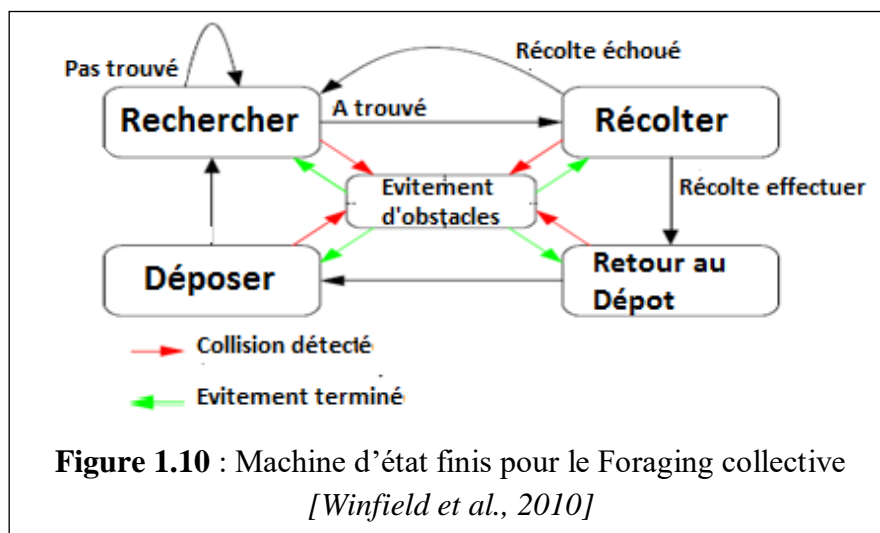 Récolte échoué
Pas trouvé
Rechercher
A trouvé
Récolter
Evitement
d'obstacles
Récolte effectuer
Déposer
Retour au
Dépot
Collision détecté
Evitement terminé
Figure 1.10 : Machine d’état finis pour le Foraging collective
[Winfield et al., 2010]